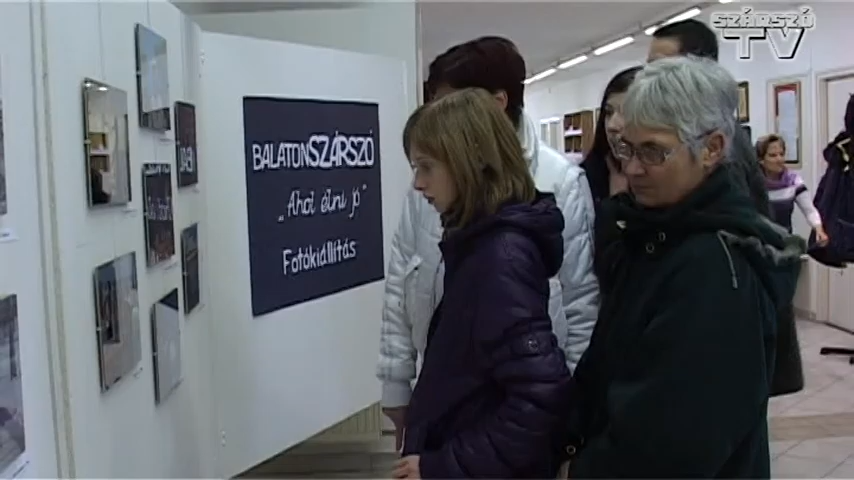 SZÁRSZÓ
TV
BALATONSZÁRSZÓ
„Ahol élni jó”
Fotókiállítás